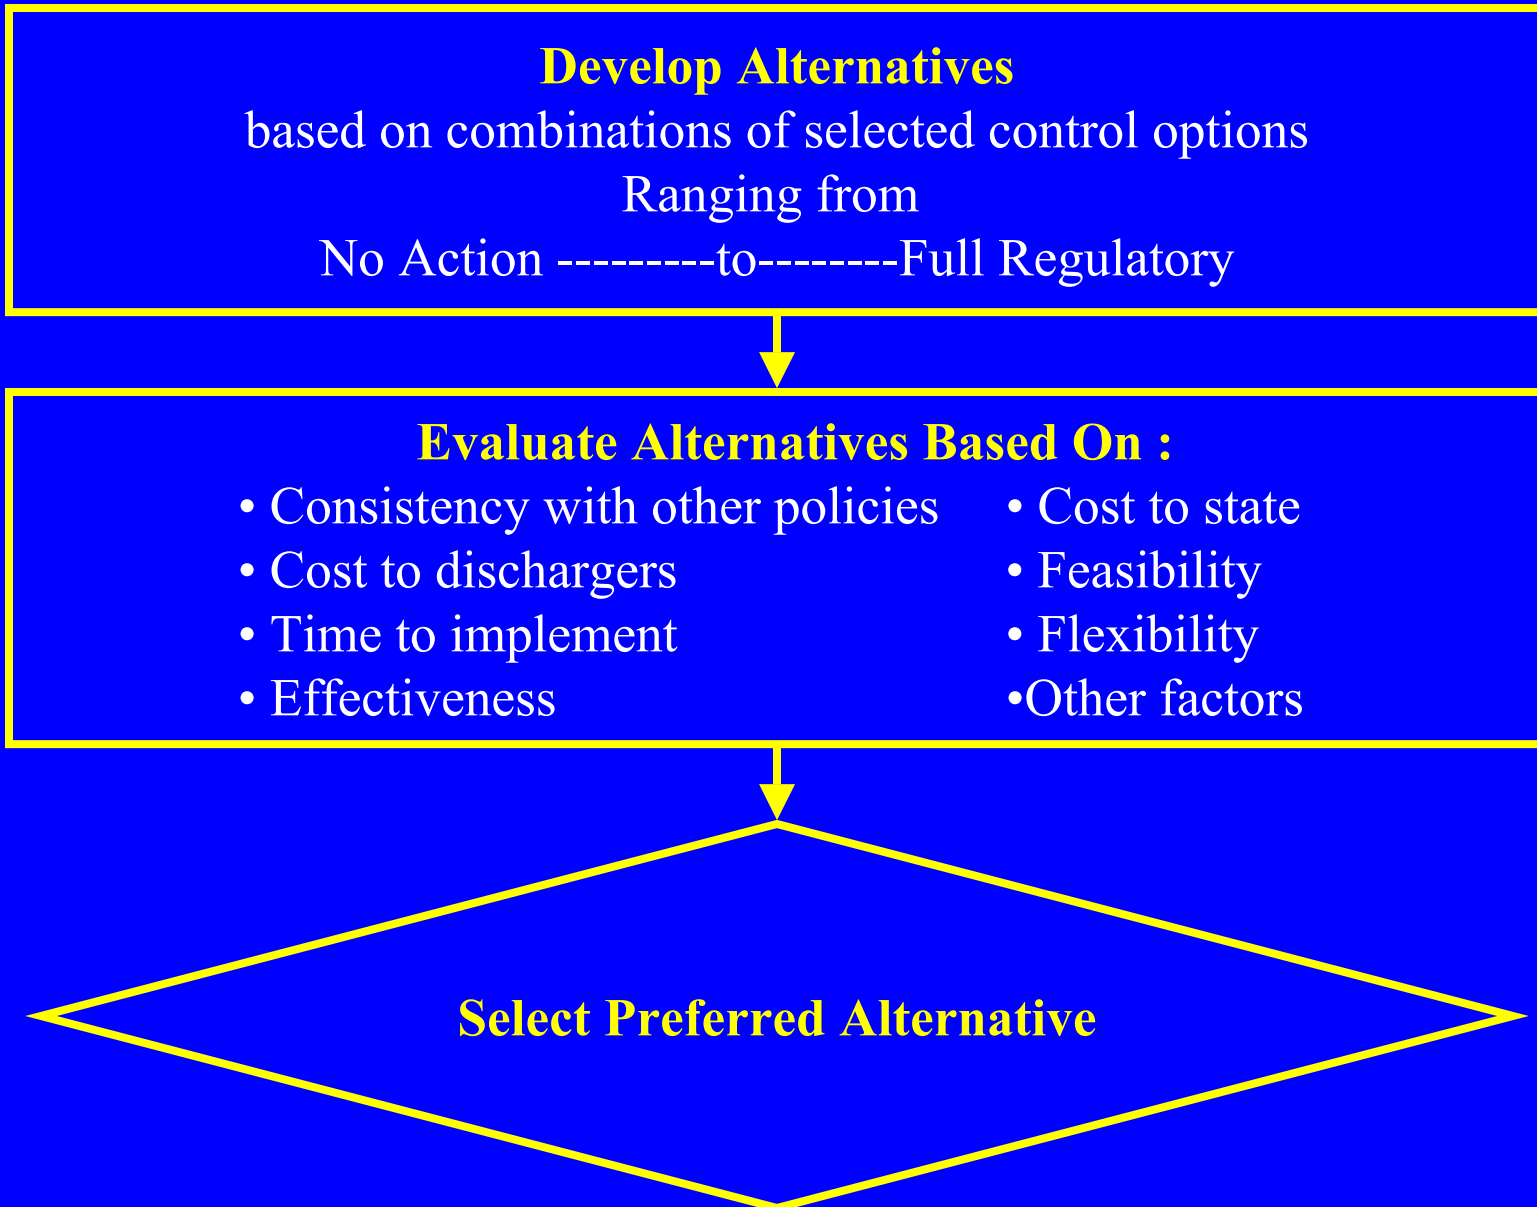 Develop Alternatives
based on combinations of selected control options
Ranging from
No Action ---------to--------Full Regulatory
Evaluate Alternatives Based On :
• Consistency with other policies
• Cost to dischargers
• Time to implement
• Effectiveness
• Cost to state
• Feasibility
• Flexibility
•Other factors
Select Preferred Alternative